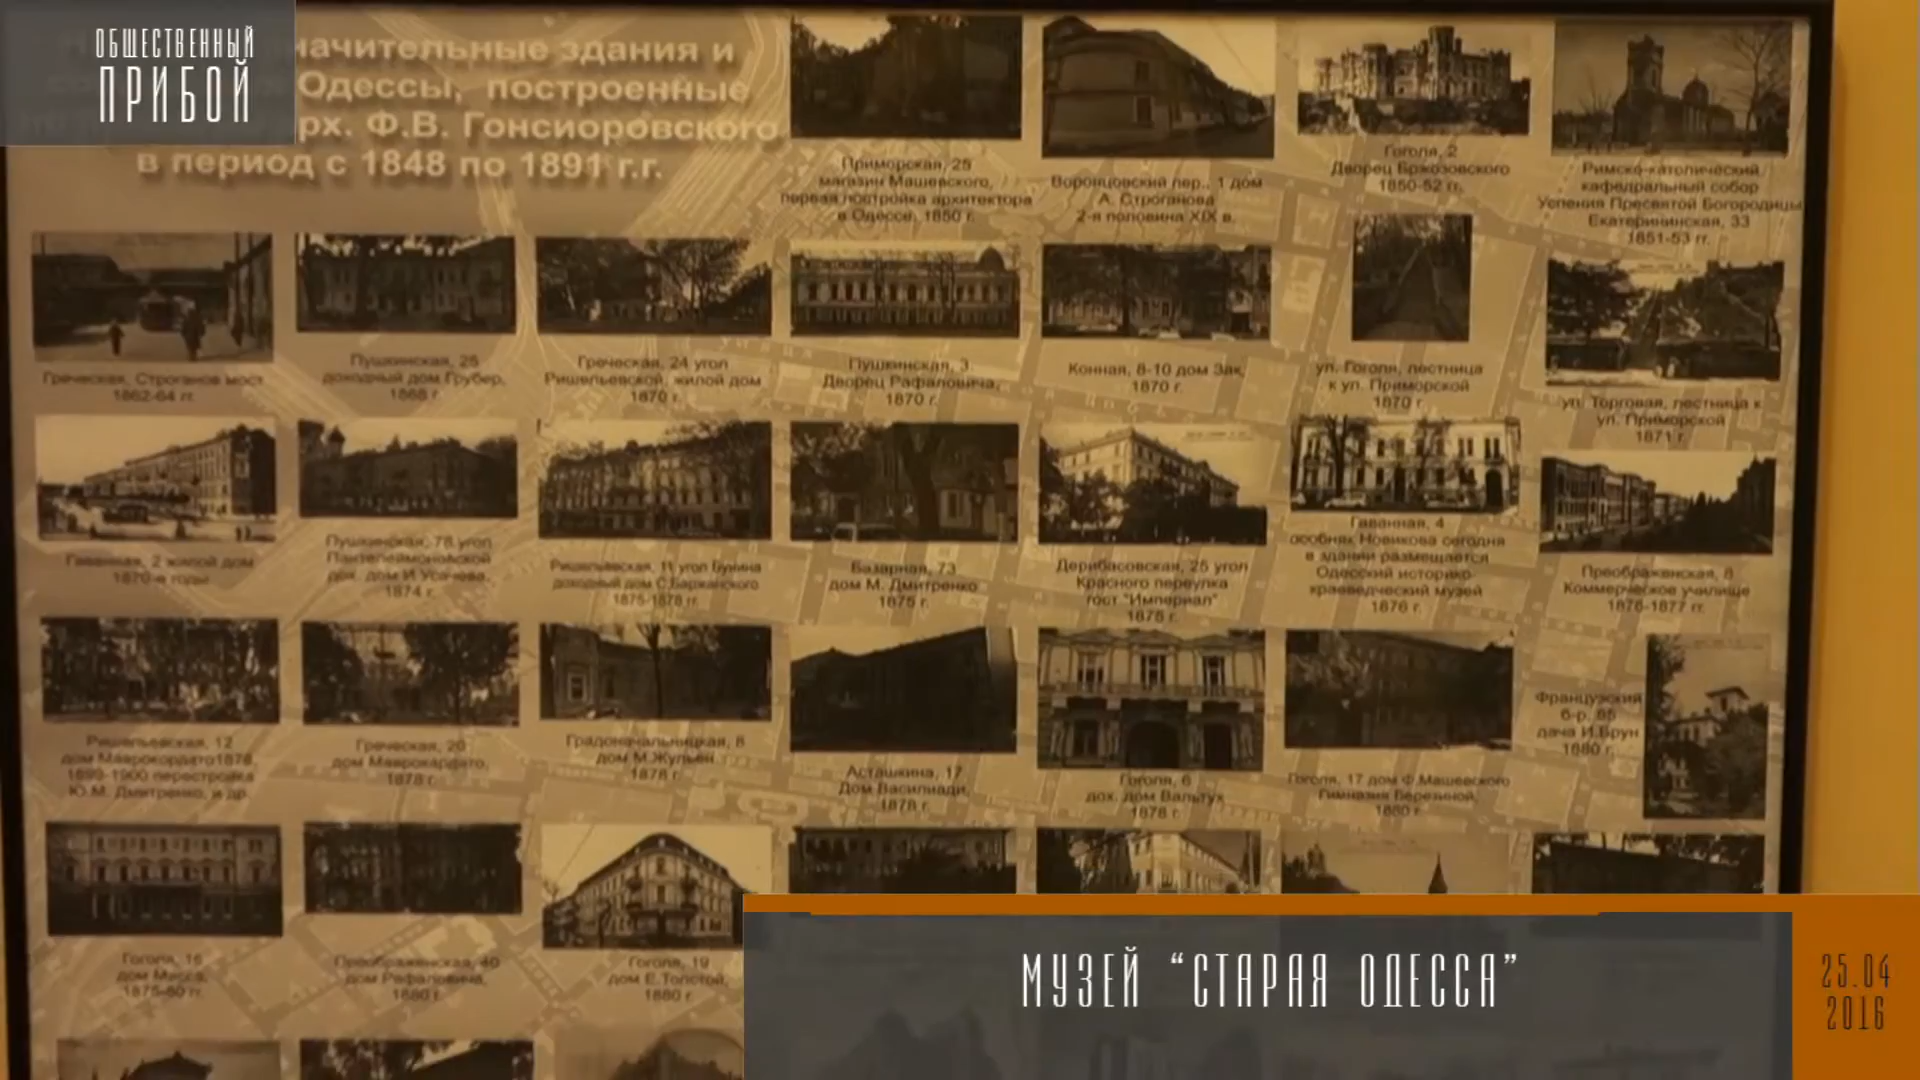 ОБЩЕСТВЕННЫЙ
ПРИБОЙ
начительные здания и
Одессы, построенные
рх. Ф.В. Гонсиоровского
в период с 1848 по 1891 г.г.
Приморская, 25
магазин Машевского,
первая постройка архитектора
в Одессе, 1850 г.
Воронцовский пер., 1 дом
А. Строганова
2-я половина XIX в.
Гоголя, 2
Дворец Бржозовского
1850-52 гг.
Римско-католический
кафедральный собор
Успения Пресвятой Богородицы
Екатерининская, 33
1851-53 гг.
Греческая, Строганов мост
1862-64 гг.
Пушкинская, 25
доходный дом Грубер,
1868 г.
Греческая, 24 угол
Ришельевской, жилой дом
1870 г.
Пушкинская, 3
Дворец Рафаловича,
1870 г.
Конная, 8-10 дом Зак,
1870 г.
ул. Гоголя, лестница
к ул. Приморской
1870 г.
ул. Торговая, лестница к
ул. Приморской
1871 г.
Гаванная, 2 жилой дом
1870-и годы
Пушкинская, 78 угол
Пантелеймоновской
дох. дом И.Усачева,
1874 г.
Ришельевская, 11 угол Бунина
доходный дом С.Баржанского
1875-1878 гг.
Базарная, 73
дом М. Дмитренко
1875 г.
Дерибасовская, 25 угол
Красного переулка
гост "Империал"
1875 г.
Гаванная, 4
особняк Новикова сегодня
в здании размещается
Одесский историко-
краеведческий музей
1876 г.
Преображенская, 8
Коммерческое училище
1876-1877 гг.
Ришельевская, 12
дом Маврокордато1878,
1899-1900 перестройка
Ю.М. Дмитренко, и др.
Греческая, 20
дом Маврокардато,
1878 г.
Градоначальницкая, 8
дом М.Жульен
1878 г.
Асташкина, 17
Дом Василиади,
1878 г.
Гоголя, 6
дох. дом Вальтух
1878 г.
Гоголя, 17 дом Ф.Машевского
Гимназия Березиной,
1880 г.
Французский
б-р, 85
дача И.Брун
1880 г.
Гоголя, 16
дом Масса,
1875-80 гг.
Преображенская, 40
дом Рафаловича,
1880 г.
Гоголя, 19
дом Е.Толстой,
1880 г.
МУЗЕЙ “СТАРАЯ ОДЕССА”
25.04
2016